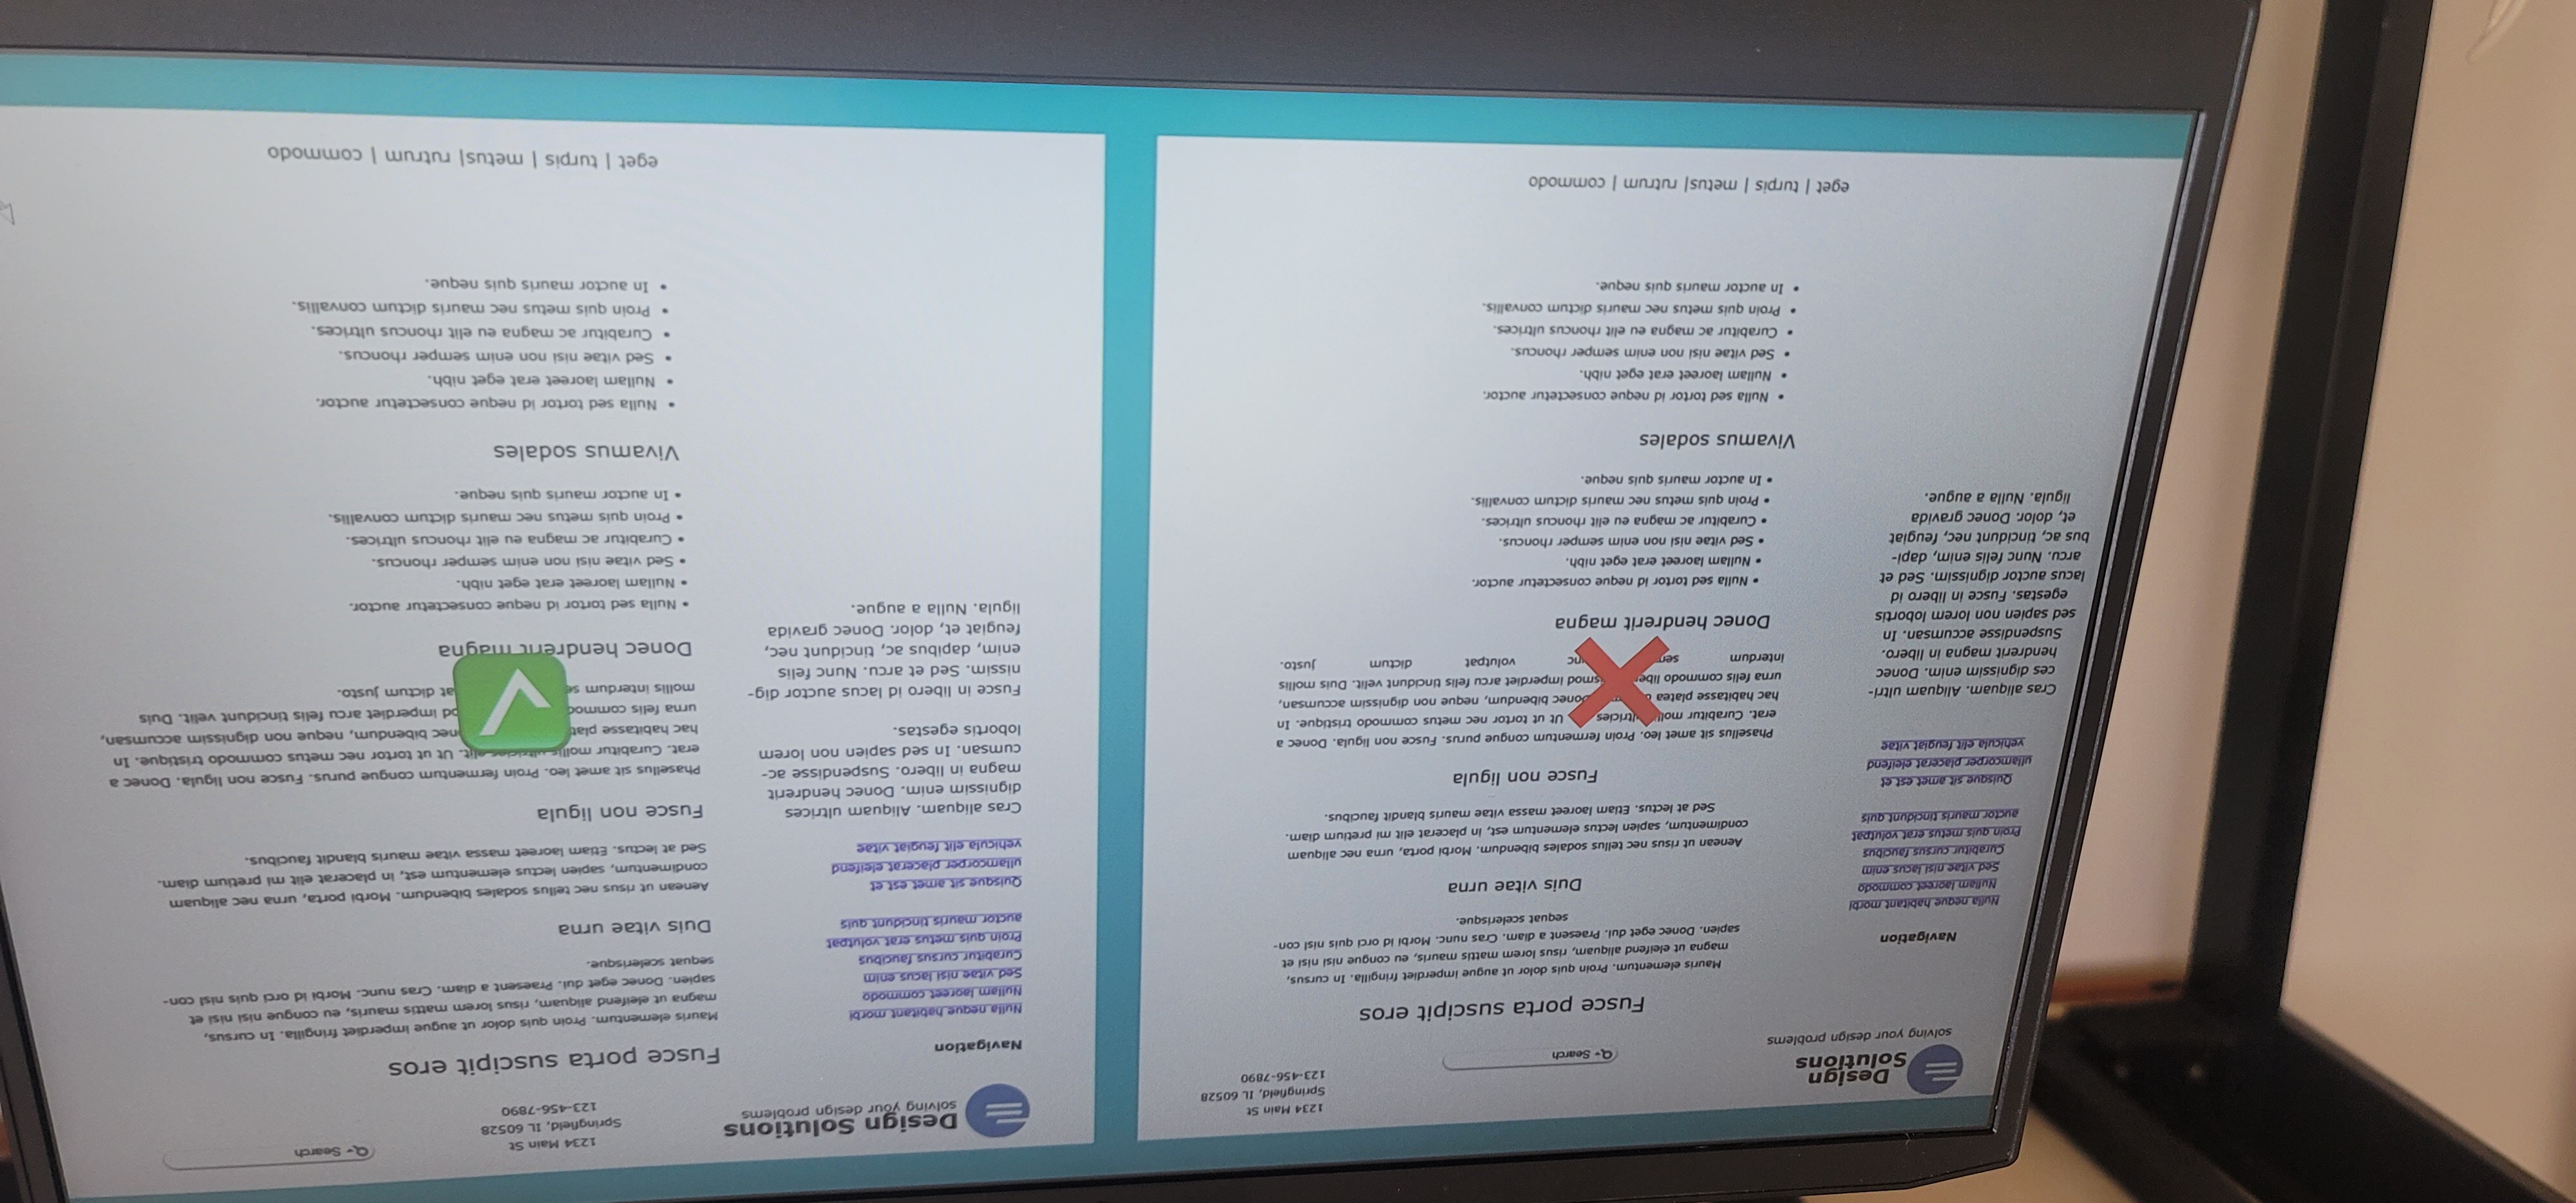 Design
Solutions
solving your design problems
Search
1234 Main St
Springfield, IL 60528
123-456-7890
Navigation
Nulla neque habitant morbi
Nullam laoreet commodo
Sed vitae nisi lacus enim
Curabitur cursus faucibus
Proin quis metus erat volutpat
auctor mauris tincidunt quis
Quisque sit amet est et
ullamcorper placerat eleifend
vehicula elit feugiat vitae
Cras aliquam. Aliquam ultri-
ces dignissim enim. Donec
hendrerit magna in libero.
Suspendisse accumsan. In
sed sapien non lorem lobortis
egestas. Fusce in libero id
lacus auctor dignissim. Sed et
arcu. Nunc felis enim, dapi-
bus ac, tincidunt nec, feugiat
et, dolor. Donec gravida
ligula. Nulla a augue.
Fusce porta suscipit eros
Mauris elementum. Proin quis dolor ut augue imperdiet fringilla. In cursus,
magna ut eleifend aliquam, risus lorem mattis mauris, eu congue nisi nisi et
sapien. Donec eget dui. Praesent a diam. Cras nunc. Morbi id orci quis nisl con-
sequat scelerisque.
Duis vitae urna
Aenean ut risus nec tellus sodales bibendum. Morbi porta, urna nec aliquam
condimentum, sapien lectus elementum est, in placerat elit mi pretium diam.
Sed at lectus. Etiam laoreet massa vitae mauris blandit faucibus.
Fusce non ligula
Phasellus sit amet leo. Proin fermentum congue purus. Fusce non ligula. Donec a
erat. Curabitur Ut ut tortor nec metus commodo tristique. In
hac habitasse platea Donec bibendum, neque non dignissim accumsan,
urna felis commodo imperdiet arcu felis tincidunt velit. Duis mollis
interdum volutpat dictum justo.
Donec hendrerit magna
• Nulla sed tortor id neque consectetur auctor.
• Nullam laoreet erat eget nibh.
• Sed vitae nisi non enim semper rhoncus.
• Curabitur ac magna eu elit rhoncus ultrices.
• Proin quis metus nec mauris dictum convallis.
• In auctor mauris quis neque.
Vivamus sodales
• Nulla sed tortor id neque consectetur auctor.
• Nullam laoreet erat eget nibh.
• Sed vitae nisi non enim semper rhoncus.
• Curabitur ac magna eu elit rhoncus ultrices.
• Proin quis metus nec mauris dictum convallis.
• In auctor mauris quis neque.
eget | turpis | metus| rutrum | commodo
Design Solutions
solving your design problems
1234 Main St
Springfield, IL 60528
123-456-7890
Search
Navigation
Nulla neque habitant morbi
Nullam laoreet commodo
Sed vitae nisi lacus enim
Curabitur cursus faucibus
Proin quis metus erat volutpat
auctor mauris tincidunt quis
Quisque sit amet est et
ullamcorper placerat eleifend
vehicula elit feugiat vitae
Cras aliquam. Aliquam ultrices
dignissim enim. Donec hendrerit
magna in libero. Suspendisse ac-
cumsan. In sed sapien non lorem
lobortis egestas.
Fusce in libero id lacus auctor dig-
nissim. Sed et arcu. Nunc felis
enim, dapibus ac, tincidunt nec,
feugiat et, dolor. Donec gravida
ligula. Nulla a augue.
Fusce porta suscipit eros
Mauris elementum. Proin quis dolor ut augue imperdiet fringilla. In cursus,
magna ut eleifend aliquam, risus lorem mattis mauris, eu congue nisi nisi et
sapien. Donec eget dui. Praesent a diam. Cras nunc. Morbi id orci quis nisl con-
sequat scelerisque.
Duis vitae urna
Aenean ut risus nec tellus sodales bibendum. Morbi porta, urna nec aliquam
condimentum, sapien lectus elementum est, in placerat elit mi pretium diam.
Sed at lectus. Etiam laoreet massa vitae mauris blandit faucibus.
Fusce non ligula
Phasellus sit amet leo. Proin fermentum congue purus. Fusce non ligula. Donec a
erat. Curabitur mollis ultricies elit. Ut ut tortor nec metus commodo tristique. In
hac habitasse bibendum, neque non dignissim accumsan,
urna felis imperdiet arcu felis tincidunt velit. Duis
mollis interdum dictum justo.
Donec hendrerit magna
• Nulla sed tortor id neque consectetur auctor.
• Nullam laoreet erat eget nibh.
• Sed vitae nisi non enim semper rhoncus.
• Curabitur ac magna eu elit rhoncus ultrices.
• Proin quis metus nec mauris dictum convallis.
• In auctor mauris quis neque.
Vivamus sodales
• Nulla sed tortor id neque consectetur auctor.
• Nullam laoreet erat eget nibh.
• Sed vitae nisi non enim semper rhoncus.
• Curabitur ac magna eu elit rhoncus ultrices.
• Proin quis metus nec mauris dictum convallis.
• In auctor mauris quis neque.
eget | turpis | metus| rutrum | commodo